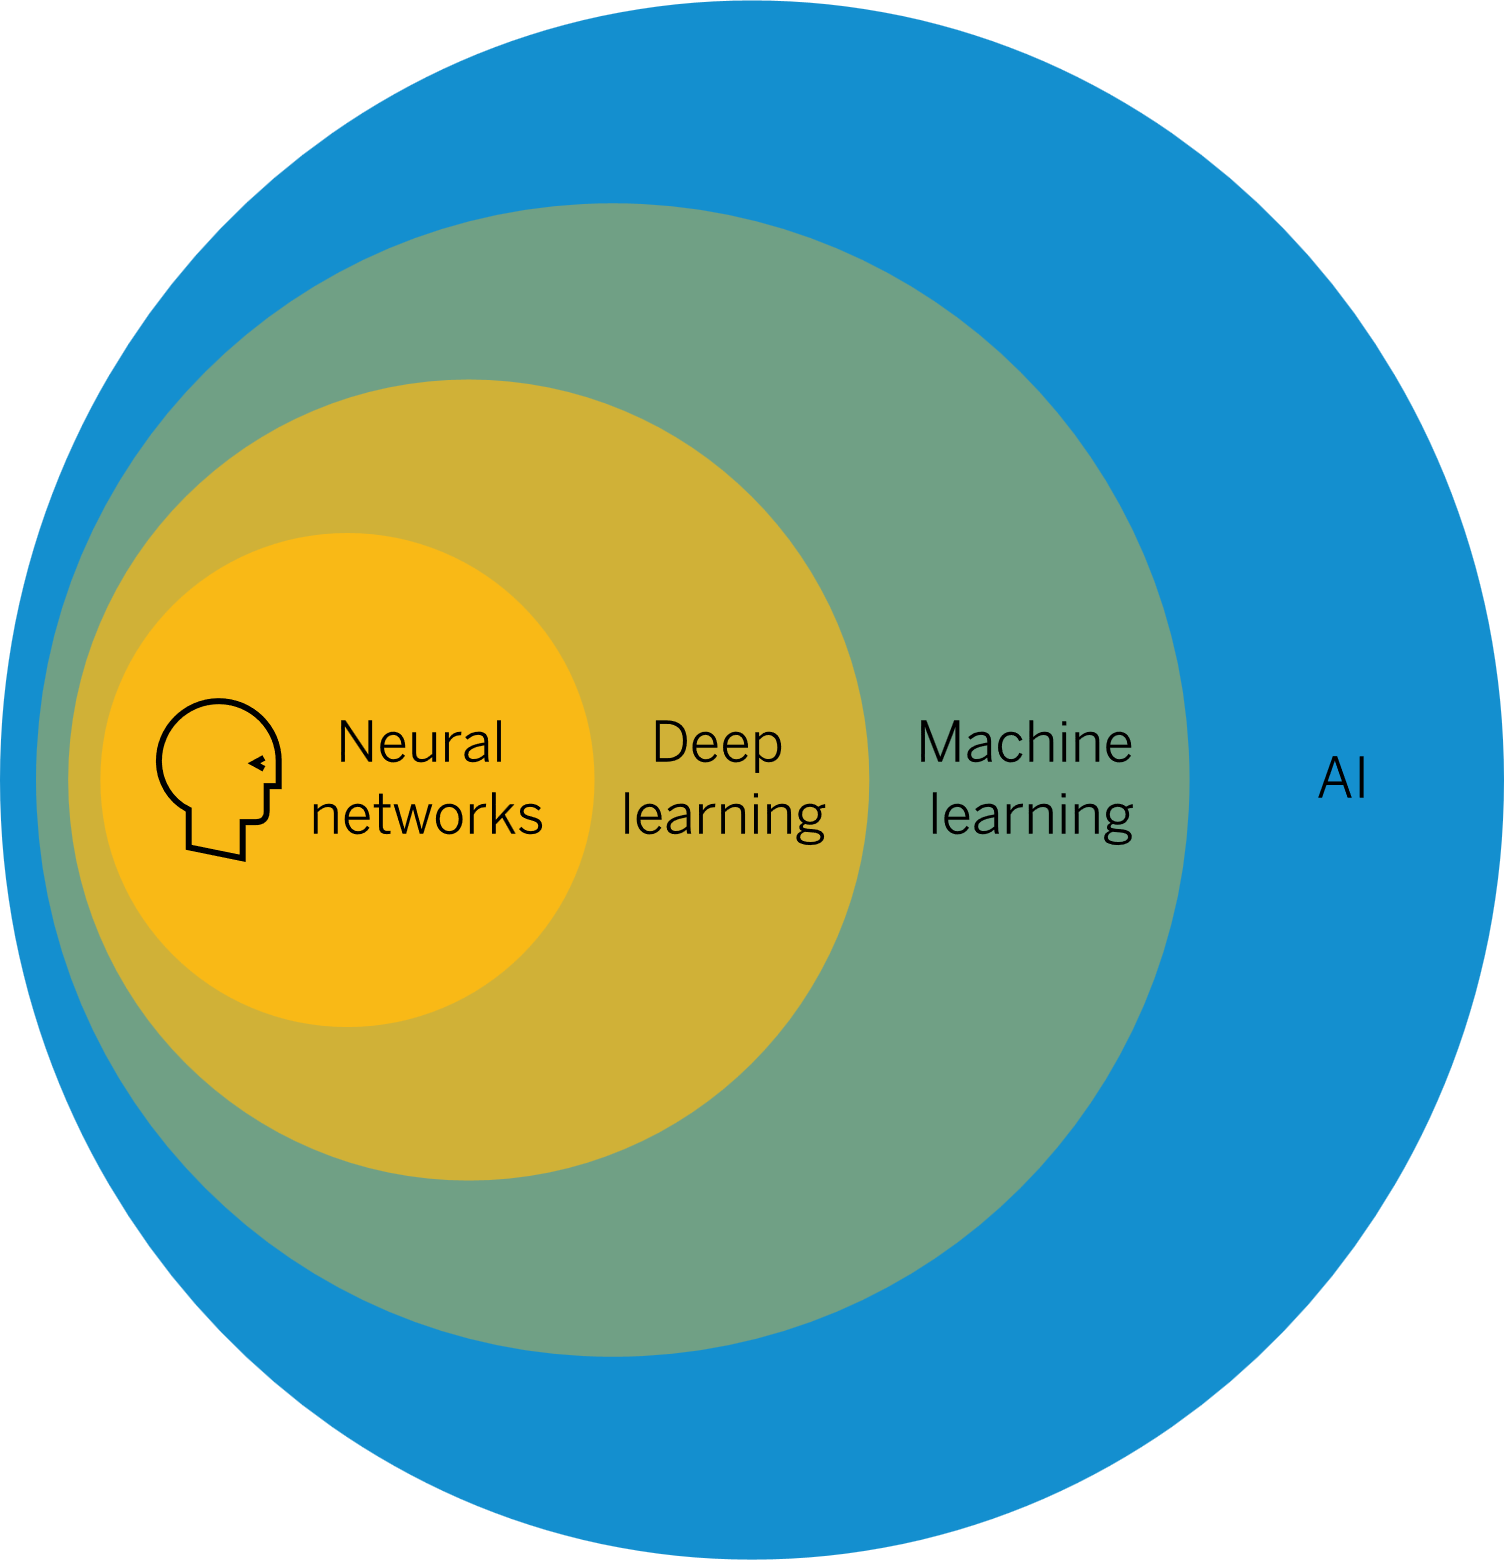 Neural
networks
Deep
learning
Machine
learning
AI